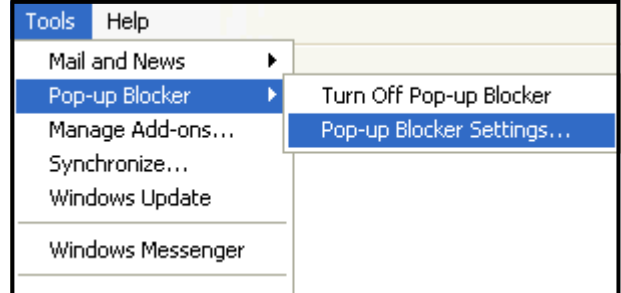 Tools Help
Mail and News
Pop-up Blocker
Turn Off Pop-up Blocker
Manage Add-ons...
Pop-up Blocker Settings...
Synchronize...
Windows Update
Windows Messenger